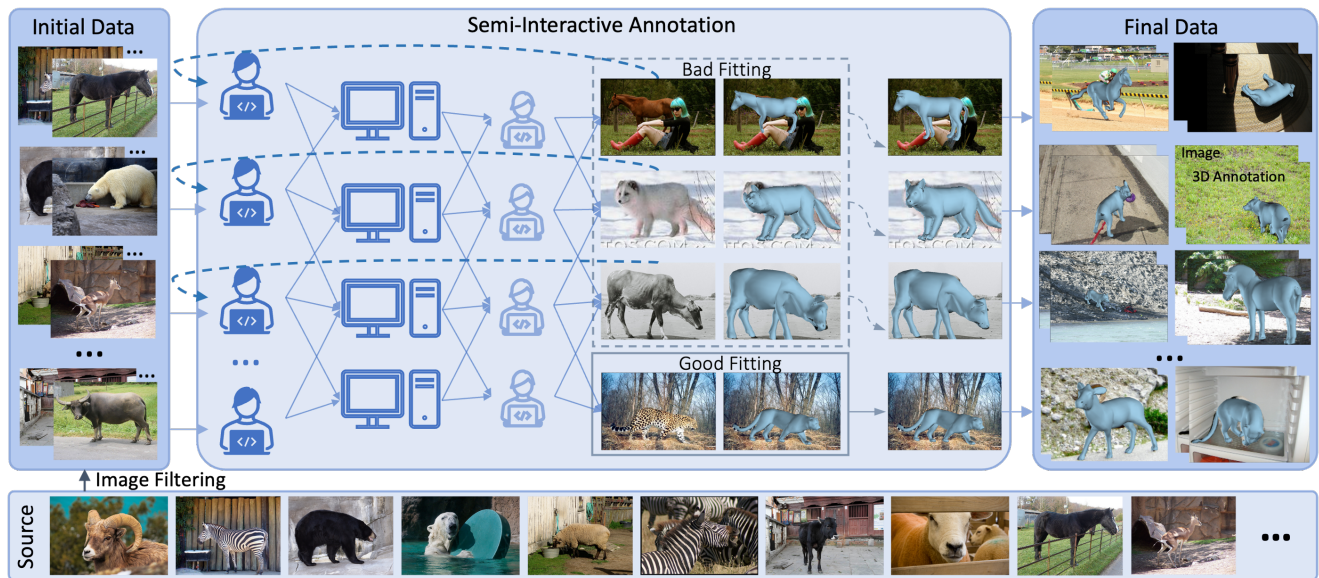 Initial Data
Semi-Interactive Annotation
Final Data
Bad Fitting
Image
3D Annotation
Good Fitting
Image Filtering
Source